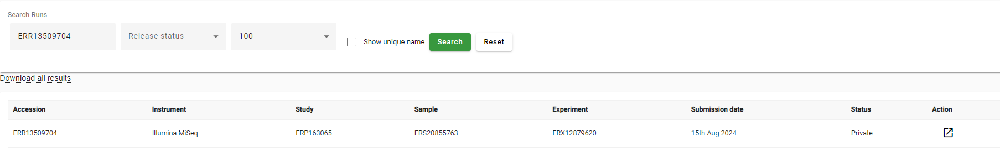 Search Runs
ERR13509704 Release status 100 Show unique name Search Reset
Download all results
Accession Instrument Study Sample Experiment Submission date Status Action
ERR13509704 Illumina MiSeq ERP163065 ERS20855763 ERX12879620 15th Aug 2024 Private